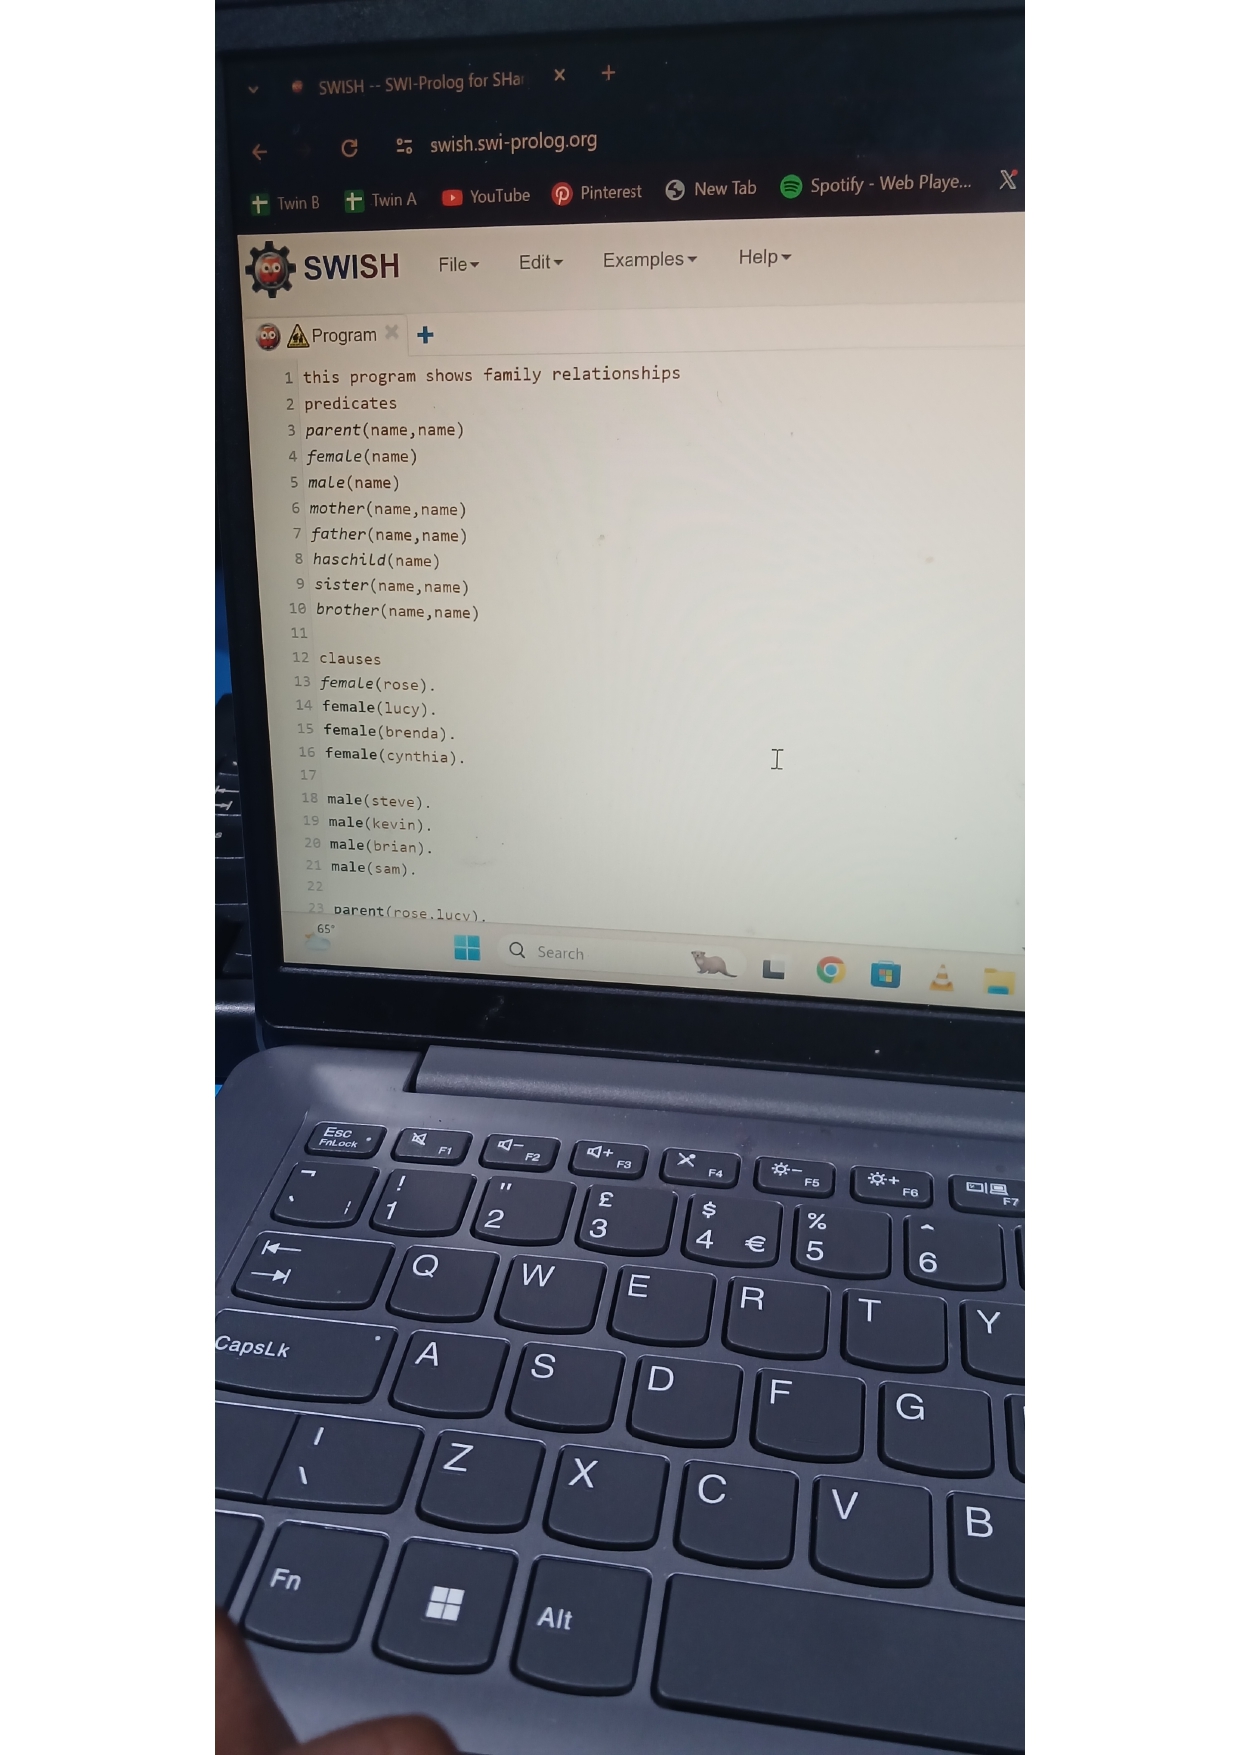 SWISH -- SWI-Prolog for SHar
swish.swi-prolog.org
Twin B Twin A YouTube Pinterest New Tab Spotify - Web Playe...
SWISH File Edit Examples Help
Program
1 this program shows family relationships
2 predicates
3 parent(name,name)
4 female(name)
5 male(name)
6 mother(name,name)
7 father(name,name)
8 haschild(name)
9 sister(name,name)
10 brother(name,name)
11
12 clauses
13 female(rose).
14 female(lucy).
15 female(brenda).
16 female(cynthia).
17
18 male(steve).
19 male(kevin).
20 male(brian).
21 male(sam).
22
23 parent(rose,lucy).
65°
Search
Esc FnLock F1 F2 F3 F4 F5 F6 F7
! 1 " 2 £ 3 $ 4 € % 5 ^ 6
Q W E R T Y
CapsLk A S D F G
| \ Z X C V B
Fn Alt